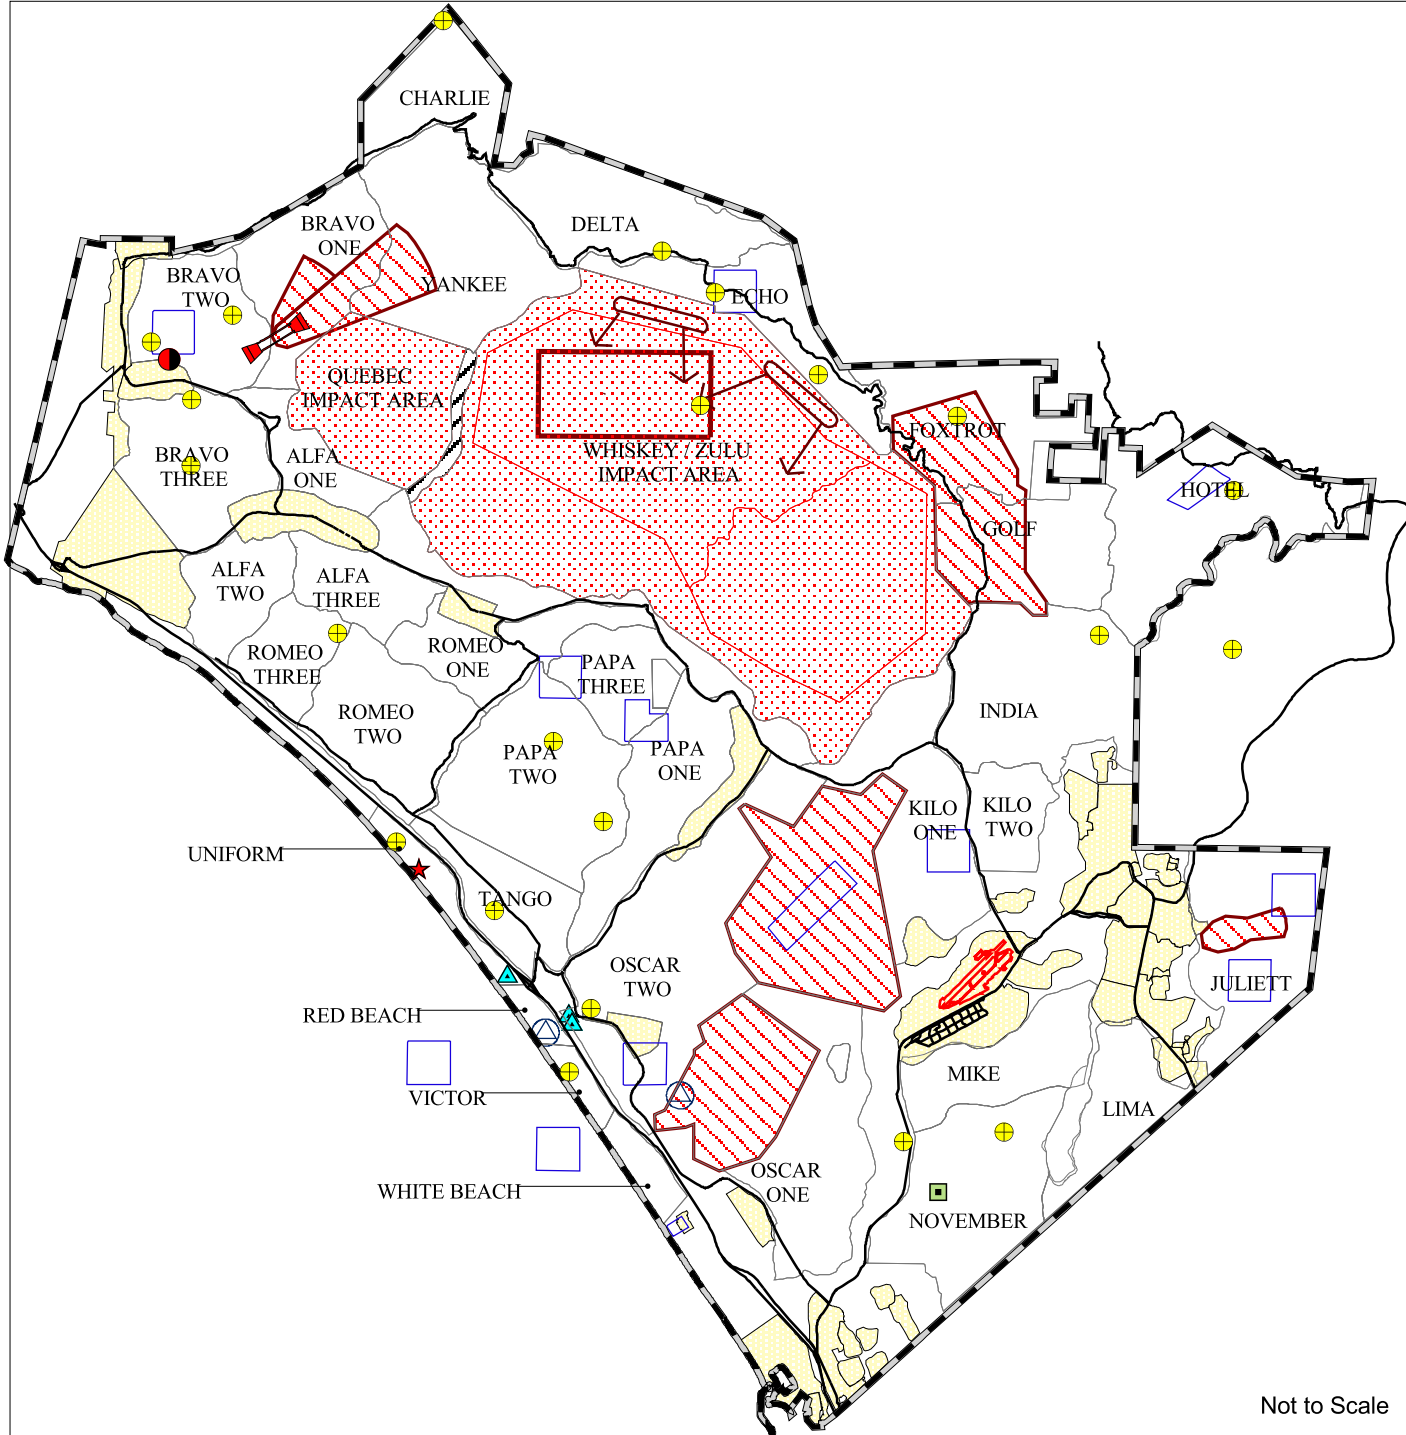 CHARLIE
DELTA
BRAVO
ONE
BRAVO
TWO
YANKEE
ECHO
QUEBEC
IMPACT AREA
FOXTROT
WHISKEY / ZULU
IMPACT AREA
BRAVO
THREE
ALFA
ONE
HOTEL
GOLF
ALFA
TWO
ALFA
THREE
ROMEO
THREE
ROMEO
ONE
PAPA
THREE
ROMEO
TWO
INDIA
PAPA
TWO
PAPA
ONE
KILO
ONE
KILO
TWO
UNIFORM
TANGO
OSCAR
TWO
JULIETT
RED BEACH
MIKE
VICTOR
LIMA
OSCAR
ONE
WHITE BEACH
NOVEMBER
Not to Scale